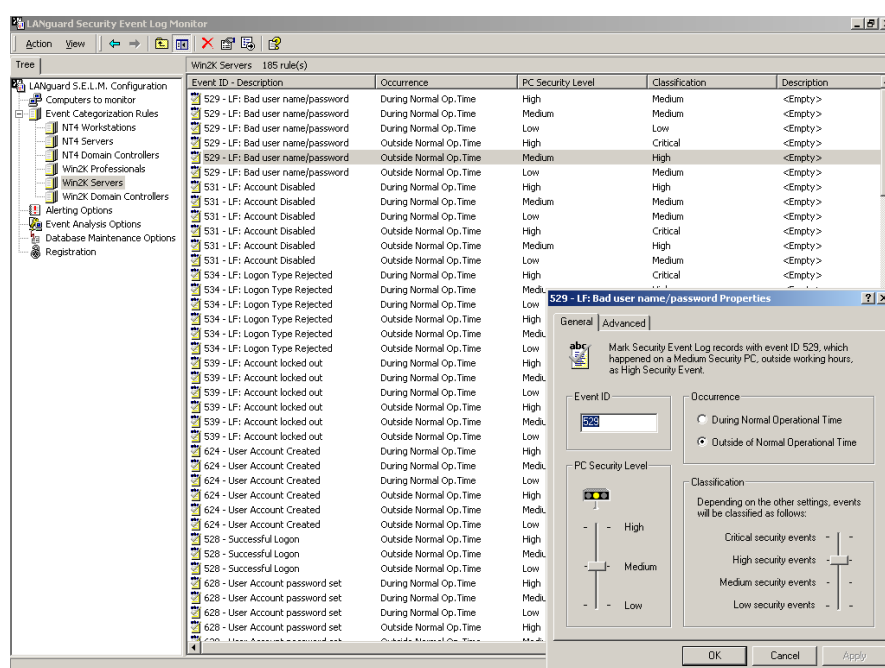 LANguard Security Event Log Monitor
Action View
Tree
Win2K Servers 185 rule(s)
LANguard S.E.L.M. Configuration
Computers to monitor
Event Categorization Rules
NT4 Workstations
NT4 Servers
NT4 Domain Controllers
Win2K Professionals
Win2K Servers
Win2K Domain Controllers
Alerting Options
Event Analysis Options
Database Maintenance Options
Registration
Event ID - Description Occurrence PC Security Level Classification Description
529 - LF: Bad user name/password During Normal Op.Time High Medium <Empty>
529 - LF: Bad user name/password During Normal Op.Time Medium Medium <Empty>
529 - LF: Bad user name/password During Normal Op.Time Low Low <Empty>
529 - LF: Bad user name/password Outside Normal Op.Time High Critical <Empty>
529 - LF: Bad user name/password Outside Normal Op.Time Medium High <Empty>
529 - LF: Bad user name/password Outside Normal Op.Time Low Medium <Empty>
531 - LF: Account Disabled During Normal Op.Time High High <Empty>
531 - LF: Account Disabled During Normal Op.Time Medium Medium <Empty>
531 - LF: Account Disabled During Normal Op.Time Low Medium <Empty>
531 - LF: Account Disabled Outside Normal Op.Time High Critical <Empty>
531 - LF: Account Disabled Outside Normal Op.Time Medium High <Empty>
531 - LF: Account Disabled Outside Normal Op.Time Low Medium <Empty>
534 - LF: Logon Type Rejected During Normal Op.Time High Critical <Empty>
534 - LF: Logon Type Rejected During Normal Op.Time
534 - LF: Logon Type Rejected During Normal Op.Time Low
534 - LF: Logon Type Rejected Outside Normal Op.Time High
534 - LF: Logon Type Rejected Outside Normal Op.Time
534 - LF: Logon Type Rejected Outside Normal Op.Time Low
539 - LF: Account locked out During Normal Op.Time High
539 - LF: Account locked out During Normal Op.Time
539 - LF: Account locked out During Normal Op.Time Low
539 - LF: Account locked out Outside Normal Op.Time High
539 - LF: Account locked out Outside Normal Op.Time
539 - LF: Account locked out Outside Normal Op.Time Low
624 - User Account Created During Normal Op.Time High
624 - User Account Created During Normal Op.Time
624 - User Account Created During Normal Op.Time Low
624 - User Account Created Outside Normal Op.Time High
624 - User Account Created Outside Normal Op.Time
624 - User Account Created Outside Normal Op.Time Low
528 - Successful Logon Outside Normal Op.Time High
528 - Successful Logon Outside Normal Op.Time
528 - Successful Logon Outside Normal Op.Time Low
628 - User Account password set During Normal Op.Time High
628 - User Account password set During Normal Op.Time
628 - User Account password set During Normal Op.Time Low
628 - User Account password set Outside Normal Op.Time High
529 - LF: Bad user name/password Properties
General Advanced
abc
Mark Security Event Log records with event ID 529, which
happened on a Medium Security PC, outside working hours,
as High Security Event.
Event ID
529
Occurrence
During Normal Operational Time
Outside of Normal Operational Time
PC Security Level
High
Medium
Low
Classification
Depending on the other settings, events
will be classified as follows:
Critical security events
High security events
Medium security events
Low security events
OK Cancel Apply